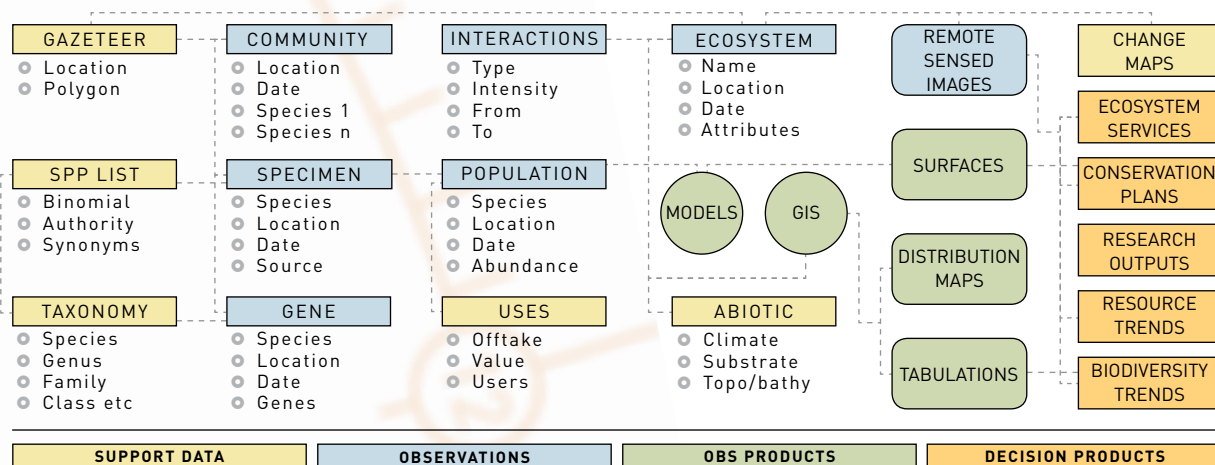 GAZETEER
Location
Polygon
COMMUNITY
Location
Date
Species 1
Species n
INTERACTIONS
Type
Intensity
From
To
ECOSYSTEM
Name
Location
Date
Attributes
REMOTE
SENSED
IMAGES
CHANGE
MAPS
ECOSYSTEM
SERVICES
SPP LIST
Binomial
Authority
Synonyms
SPECIMEN
Species
Location
Date
Source
POPULATION
Species
Location
Date
Abundance
MODELS
GIS
SURFACES
CONSERVATION
PLANS
DISTRIBUTION
MAPS
RESEARCH
OUTPUTS
TAXONOMY
Species
Genus
Family
Class etc
GENE
Species
Location
Date
Genes
USES
Offtake
Value
Users
ABIOTIC
Climate
Substrate
Topo/bathy
TABULATIONS
RESOURCE
TRENDS
BIODIVERSITY
TRENDS
SUPPORT DATA
OBSERVATIONS
OBS PRODUCTS
DECISION PRODUCTS